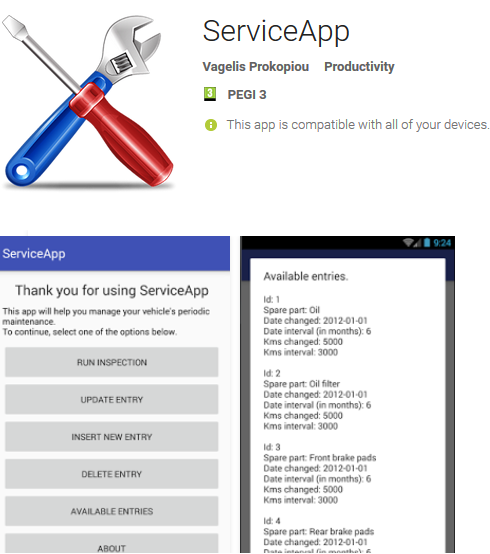 ServiceApp
Vagelis Prokopiou Productivity
3 PEGI 3
This app is compatible with all of your devices.
ServiceApp
Thank you for using ServiceApp
This app will help you manage your vehicle's periodic
maintenance.
To continue, select one of the options below.
RUN INSPECTION
UPDATE ENTRY
INSERT NEW ENTRY
DELETE ENTRY
AVAILABLE ENTRIES
ABOUT
9:24
Available entries.
Id: 1
Spare part: Oil
Date changed: 2012-01-01
Date interval (in months): 6
Kms changed: 5000
Kms interval: 3000
Id: 2
Spare part: Oil filter
Date changed: 2012-01-01
Date interval (in months): 6
Kms changed: 5000
Kms interval: 3000
Id: 3
Spare part: Front brake pads
Date changed: 2012-01-01
Date interval (in months): 6
Kms changed: 5000
Kms interval: 3000
Id: 4
Spare part: Rear brake pads
Date changed: 2012-01-01
Date interval (in months): 6